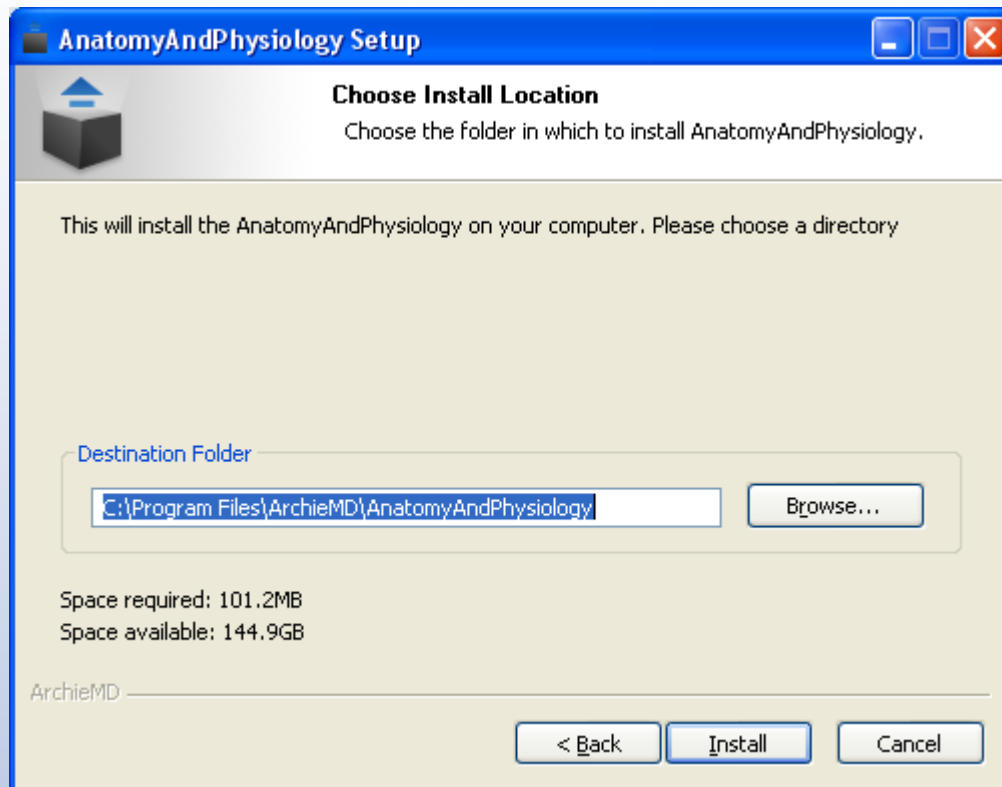 AnatomyAndPhysiology Setup
Choose Install Location
Choose the folder in which to install AnatomyAndPhysiology.
This will install the AnatomyAndPhysiology on your computer. Please choose a directory
Destination Folder
C:\Program Files\ArchieMD\AnatomyAndPhysiology
Browse...
Space required: 101.2MB
Space available: 144.9GB
ArchieMD
< Back
Install
Cancel